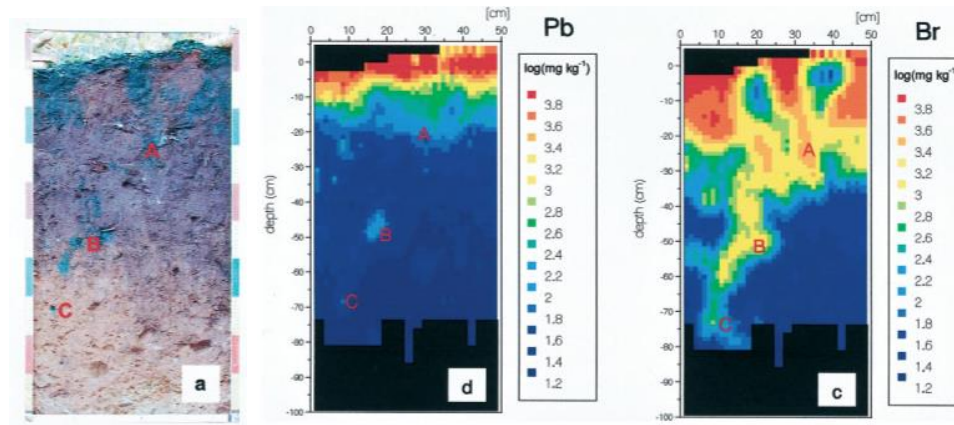 A
B
C
a
[cm]
0 10 20 30 40 50
depth (cm)
0
-10
-20
-30
-40
-50
-60
-70
-80
-90
-100
A
B
C
d
Pb
log(mg kg⁻¹)
3.8
3.6
3.4
3.2
3
2.8
2.6
2.4
2.2
2
1.8
1.6
1.4
1.2
[cm]
0 10 20 30 40 50
depth (cm)
0
-10
-20
-30
-40
-50
-60
-70
-80
-90
-100
A
B
C
c
Br
log(mg kg⁻¹)
3.8
3.6
3.4
3.2
3
2.8
2.6
2.4
2.2
2
1.8
1.6
1.4
1.2